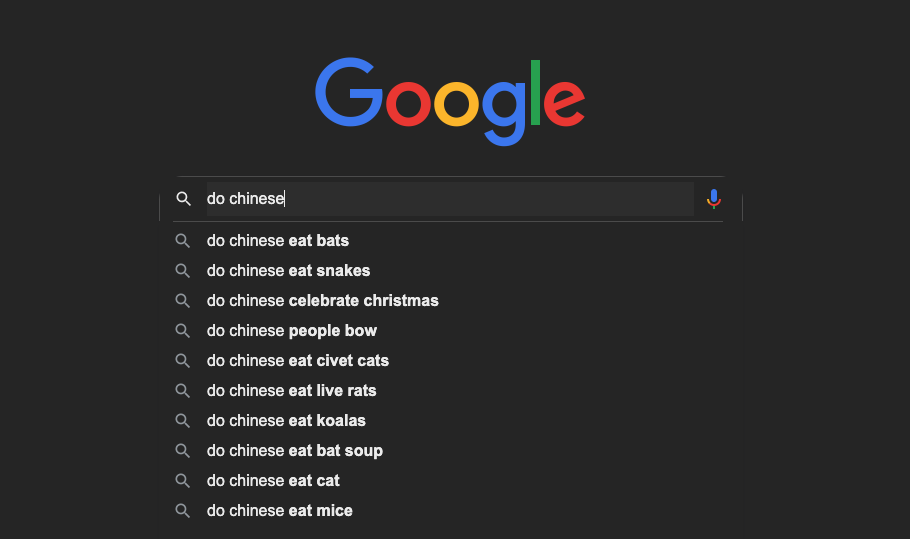 Google
do chinese
do chinese eat bats
do chinese eat snakes
do chinese celebrate christmas
do chinese people bow
do chinese eat civet cats
do chinese eat live rats
do chinese eat koalas
do chinese eat bat soup
do chinese eat cat
do chinese eat mice